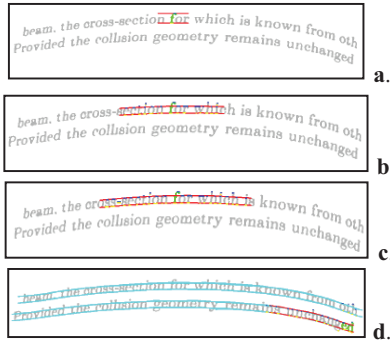 beam. the cross-section for which is known from oth
Provided the collision geometry remains unchanged
a.
beam. the cross-section for which is known from oth
Provided the collision geometry remains unchanged
b
beam. the cross-section for which is known from oth
Provided the collision geometry remains unchanged
c
beam. the cross-section for which is known from oth
Provided the collision geometry remains unchanged
d.